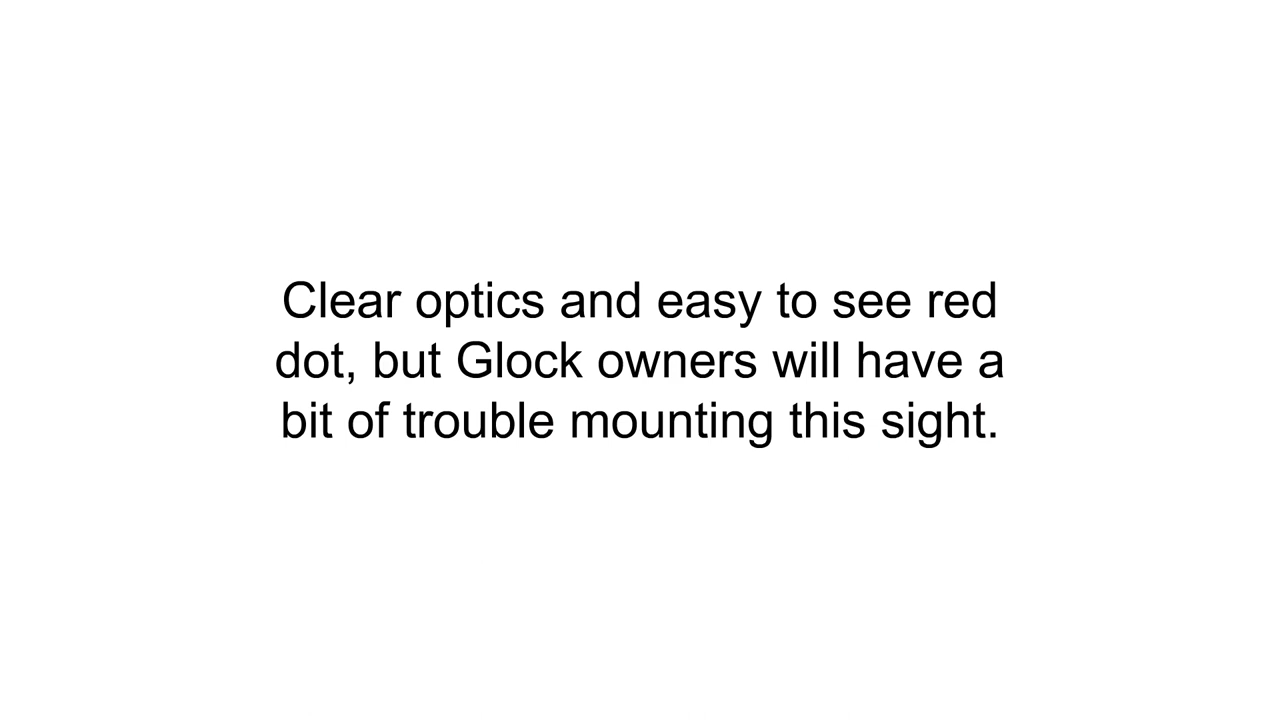 Clear optics and easy to see red
dot, but Glock owners will have a
bit of trouble mounting this sight.